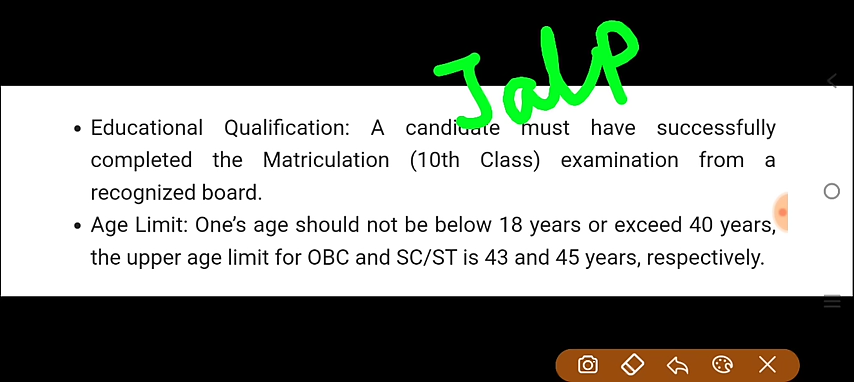 JalP
• Educational Qualification: A candidate must have successfully
completed the Matriculation (10th Class) examination from a
recognized board.
• Age Limit: One’s age should not be below 18 years or exceed 40 years,
the upper age limit for OBC and SC/ST is 43 and 45 years, respectively.